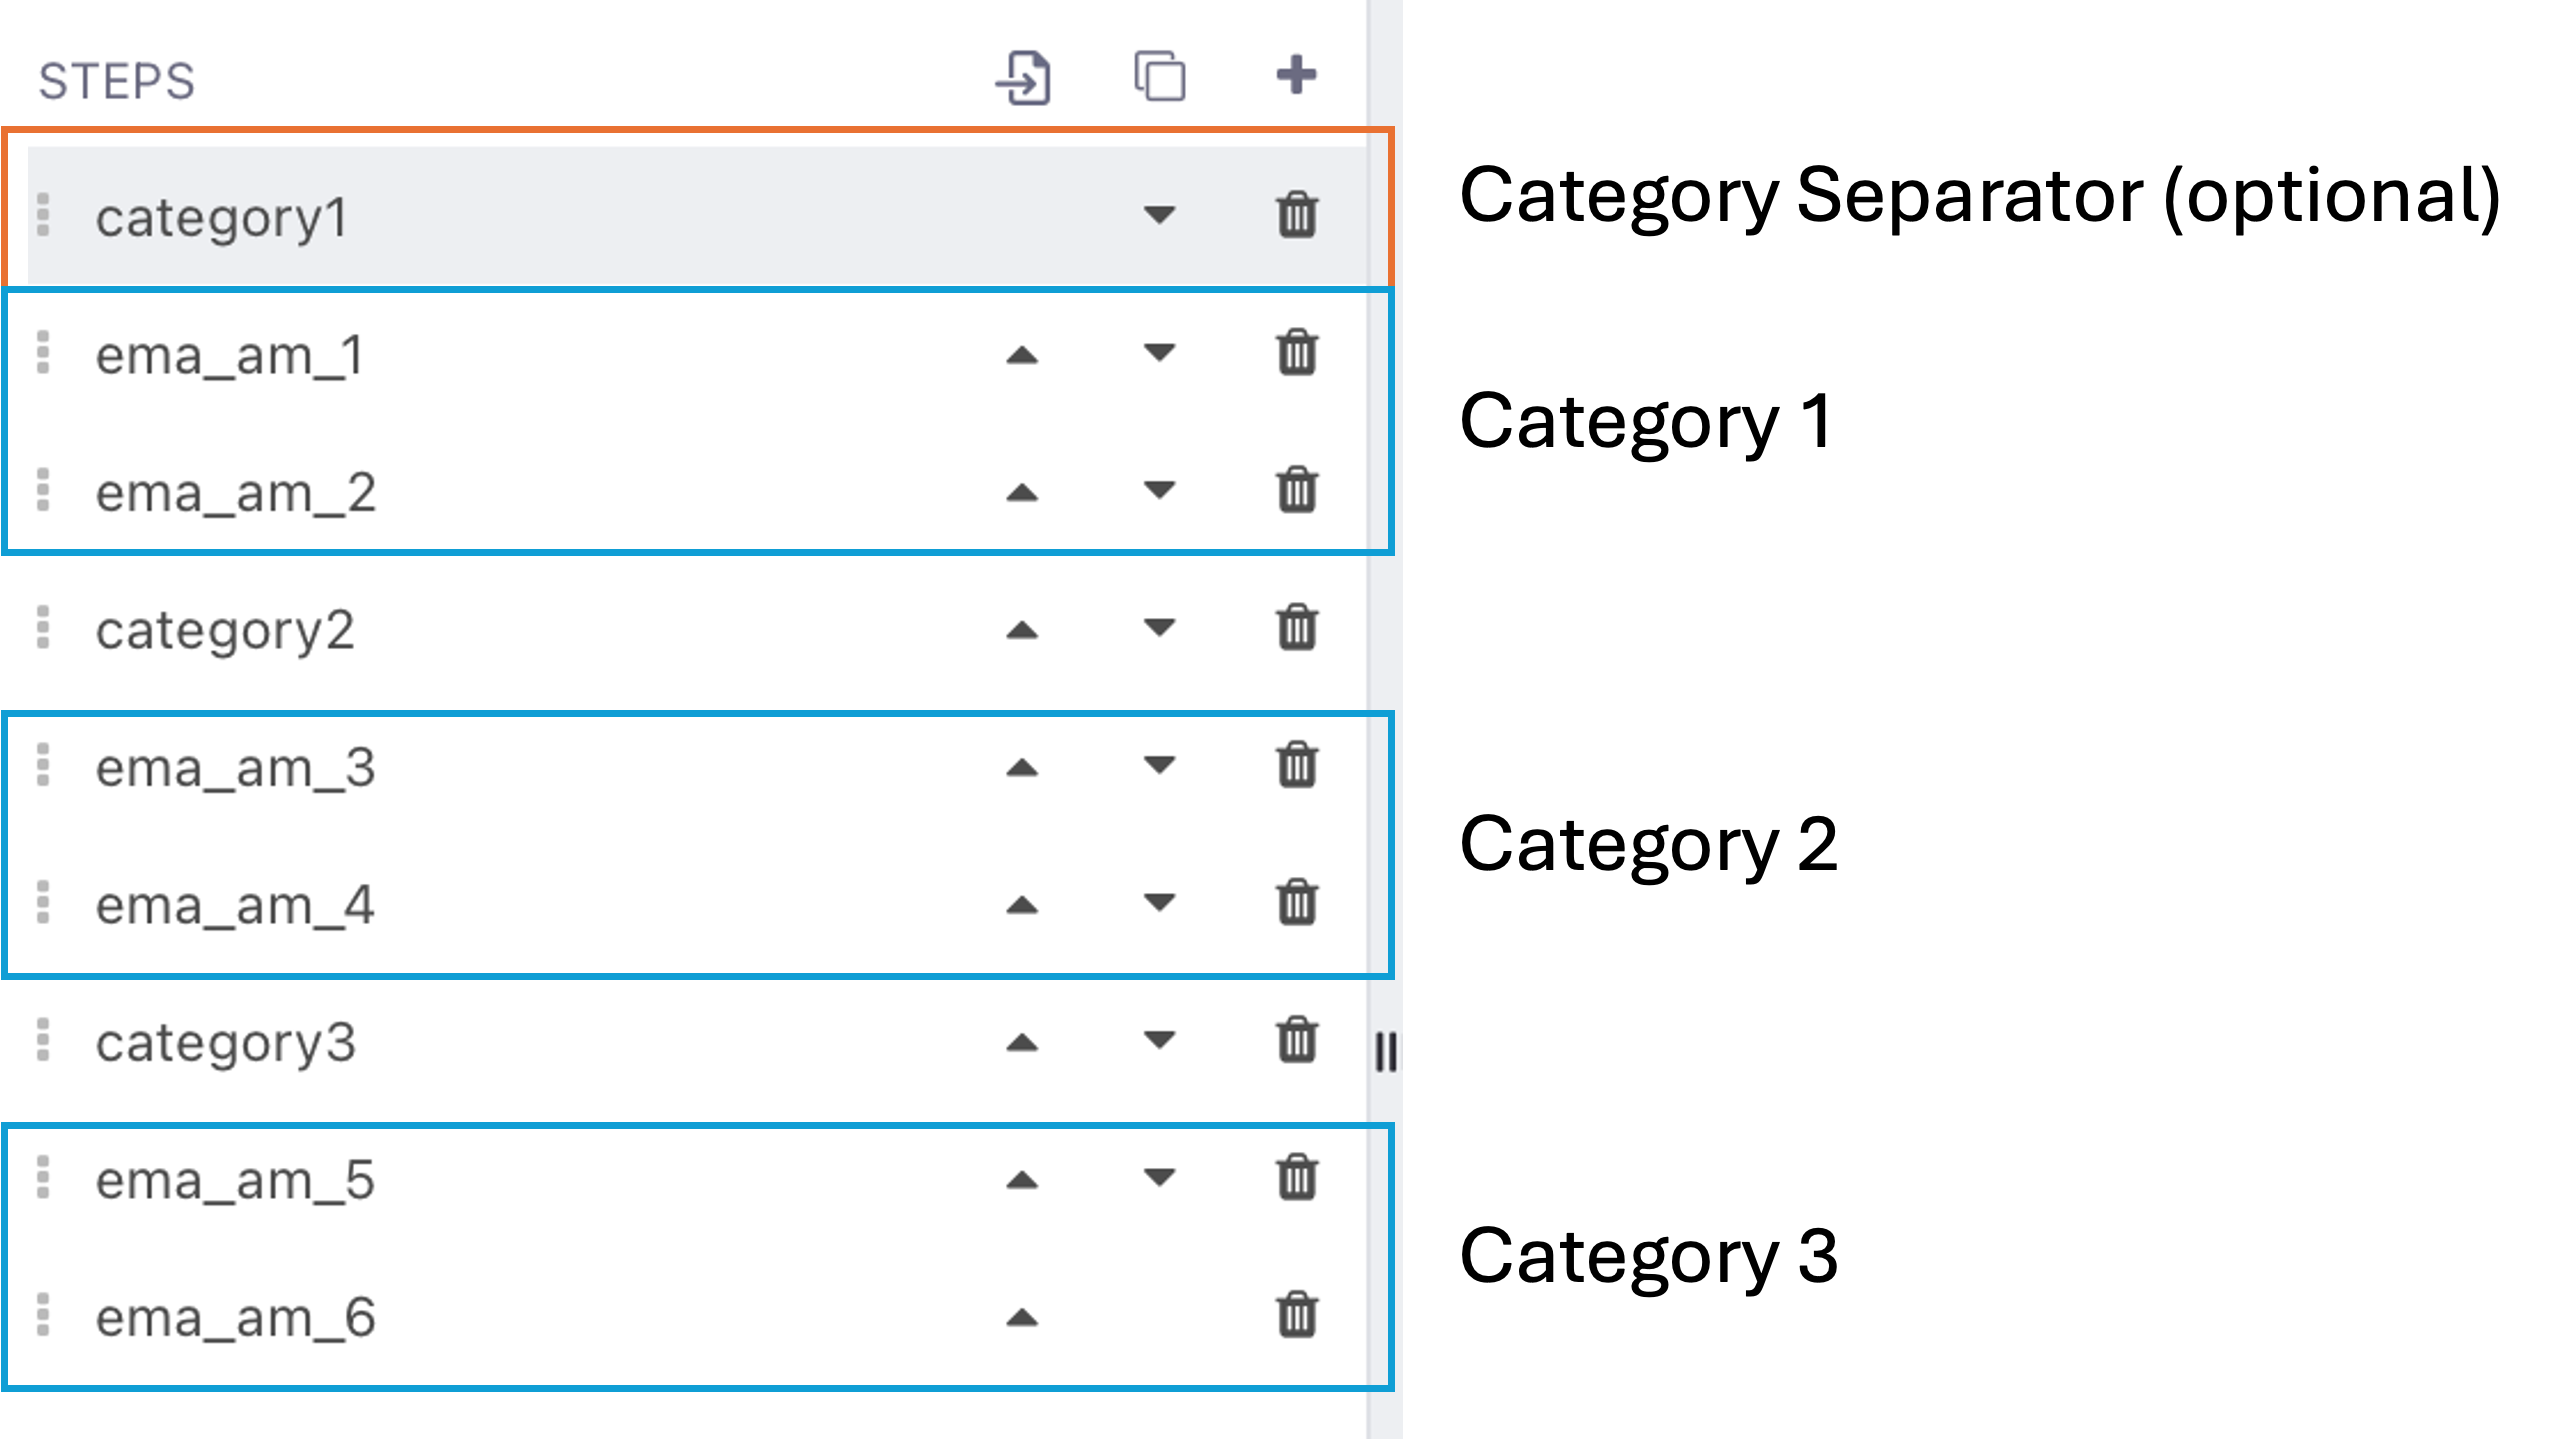 STEPS
category1
Category Separator (optional)
ema_am_1
Category 1
ema_am_2
category2
ema_am_3
Category 2
ema_am_4
category3
ema_am_5
Category 3
ema_am_6